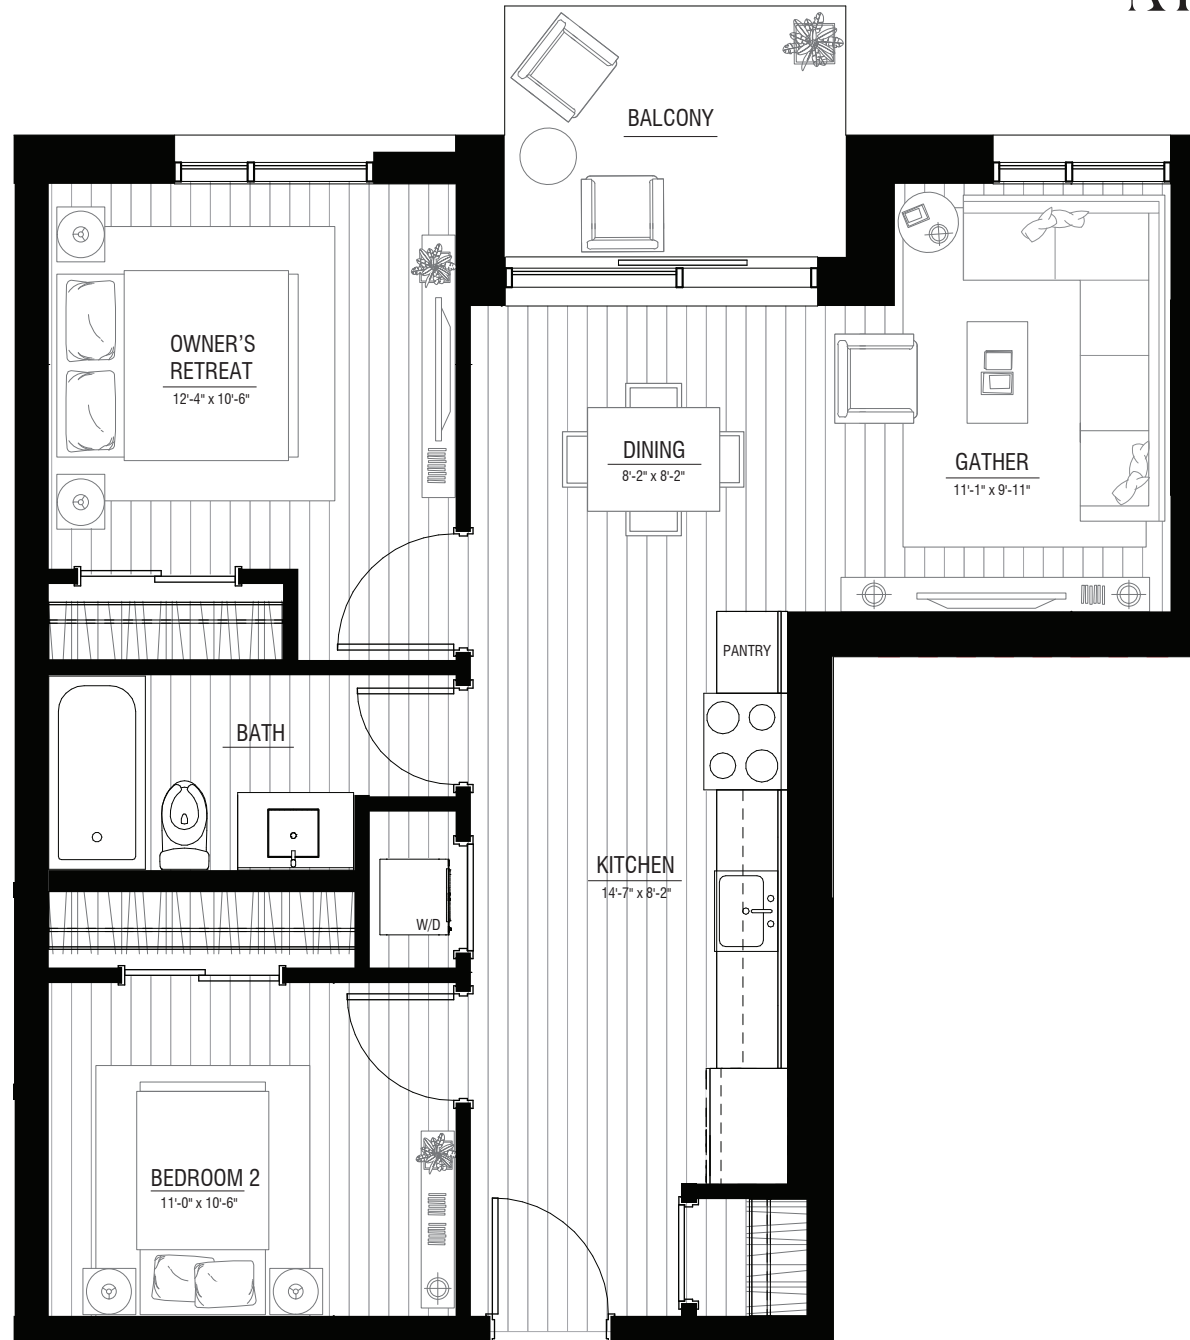 BALCONY
OWNER'S
RETREAT
12'-4" x 10'-6"
DINING
8'-2" x 8'-2"
GATHER
11'-1" x 9'-11"
PANTRY
BATH
KITCHEN
14'-7" x 8'-2"
W/D
BEDROOM 2
11'-0" x 10'-6"